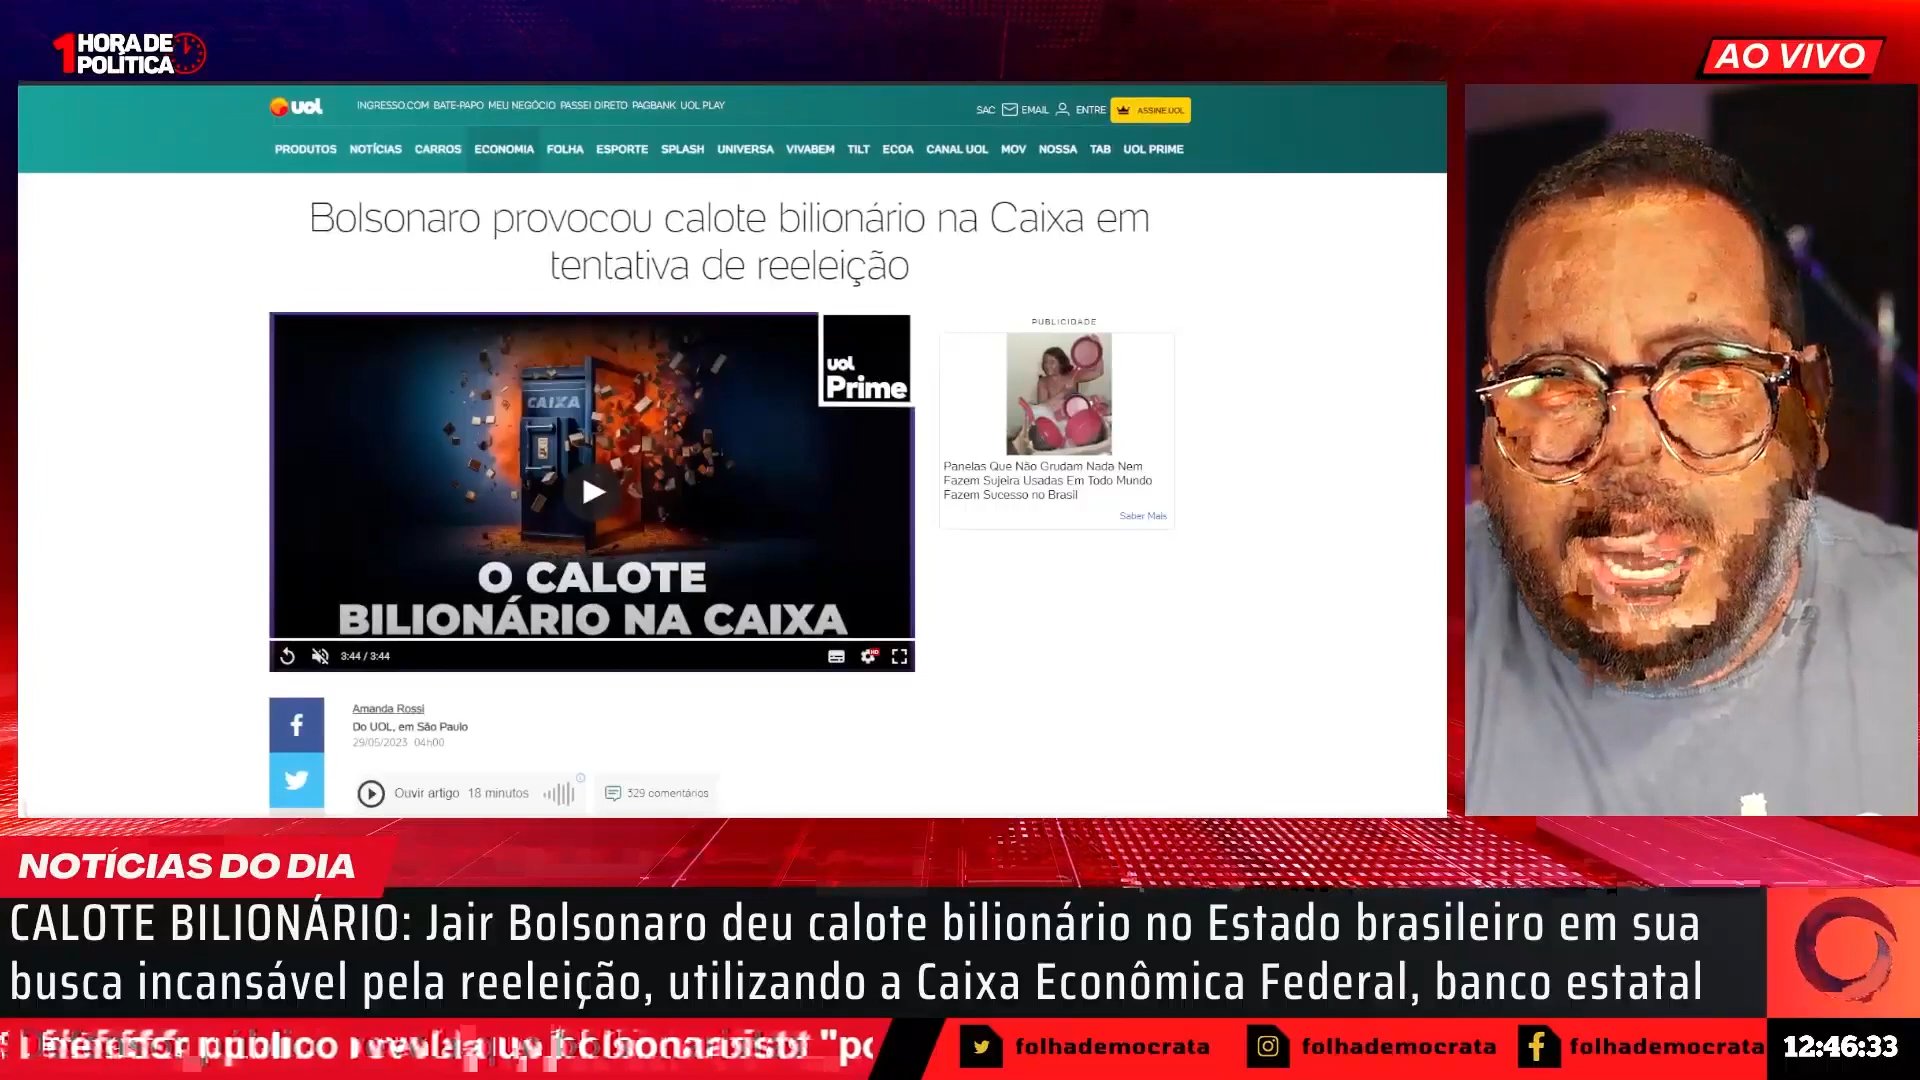 1 HORA DE POLÍTICA
AO VIVO
uol
INGRESSO.COM BATE-PAPO MEU NEGÓCIO PASSEI DIRETO PAGBANK UOL PLAY
SAC EMAIL ENTRE ASSINE UOL
PRODUTOS NOTÍCIAS CARROS ECONOMIA FOLHA ESPORTE SPLASH UNIVERSA VIVABEM TILT ECOA CANAL UOL MOV NOSSA TAB UOL PRIME
Bolsonaro provocou calote bilionário na Caixa em
tentativa de reeleição
uol
Prime
CAIXA
O CALOTE
BILIONÁRIO NA CAIXA
3:44 / 3:44
HD
PUBLICIDADE
Panelas Que Não Grudam Nada Nem
Fazem Sujeira Usadas Em Todo Mundo
Fazem Sucesso no Brasil
Saber Mais
Amanda Rossi
Do UOL, em São Paulo
29/05/2023 04h00
Ouvir artigo 18 minutos
329 comentários
NOTÍCIAS DO DIA
CALOTE BILIONÁRIO: Jair Bolsonaro deu calote bilionário no Estado brasileiro em sua
busca incansável pela reeleição, utilizando a Caixa Econômica Federal, banco estatal
público bolsonarist
folhademocrata
folhademocrata
folhademocrata
12:46:33